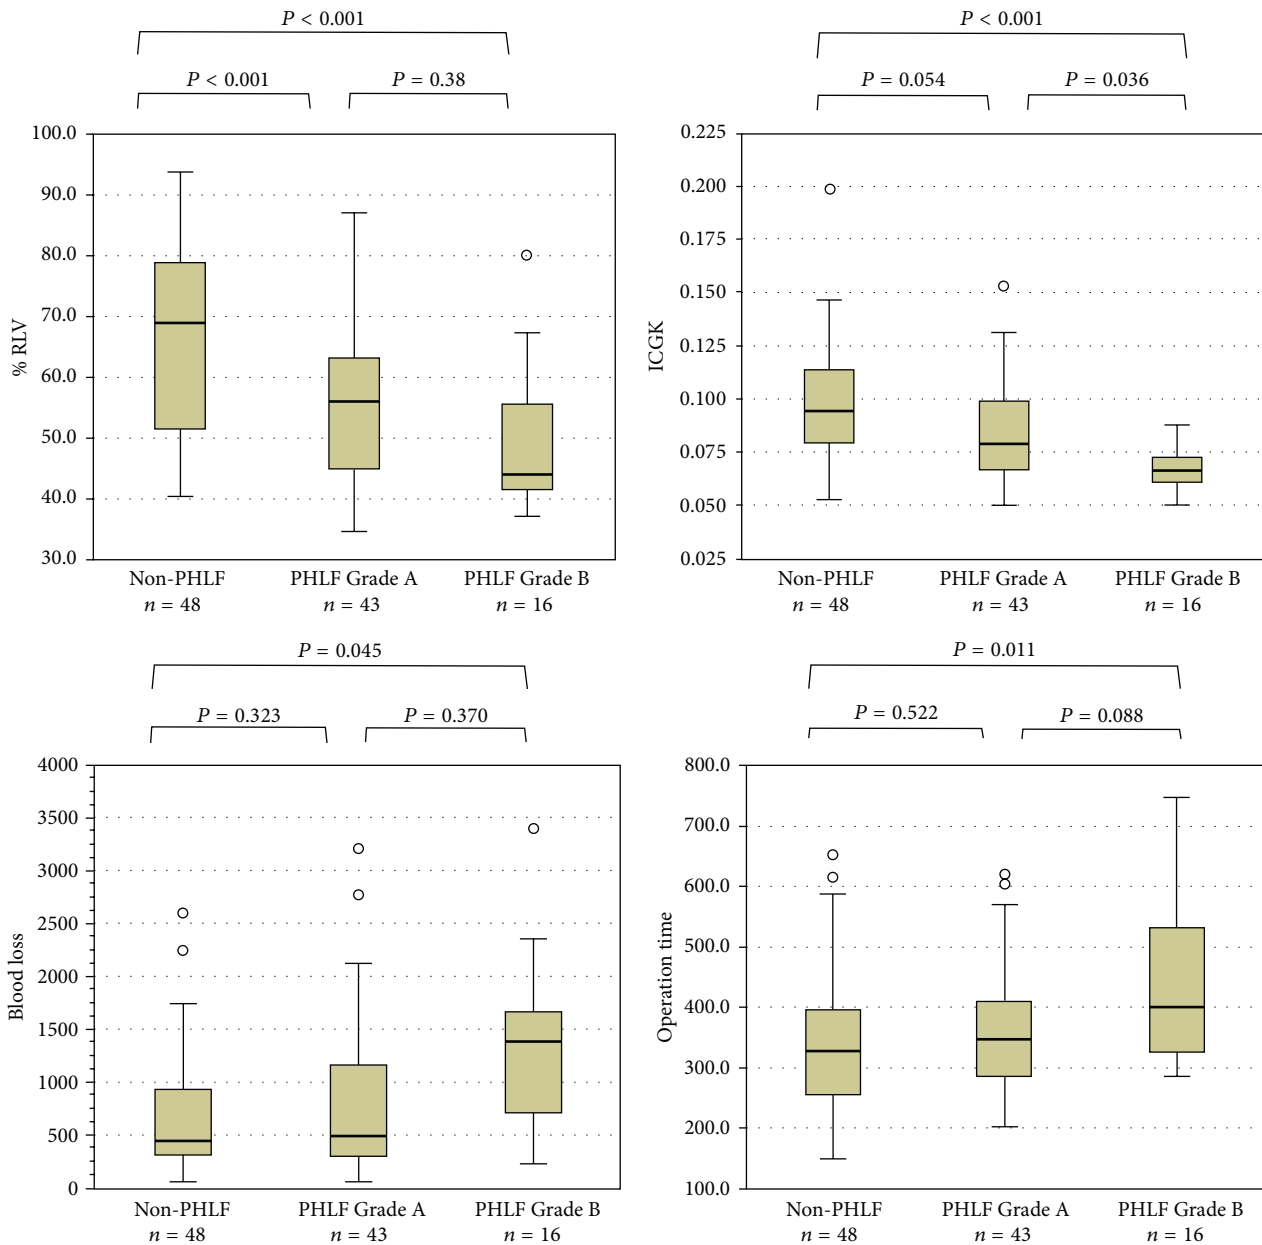 P < 0.001
P < 0.001
P = 0.38
100.0
90.0
80.0
70.0
60.0
50.0
40.0
30.0
% RLV
Non-PHLF
n = 48
PHLF Grade A
n = 43
PHLF Grade B
n = 16
P < 0.001
P = 0.054
P = 0.036
0.225
0.200
0.175
0.150
0.125
0.100
0.075
0.050
0.025
ICGK
Non-PHLF
n = 48
PHLF Grade A
n = 43
PHLF Grade B
n = 16
P = 0.045
P = 0.323
P = 0.370
4000
3500
3000
2500
2000
1500
1000
500
0
Blood loss
Non-PHLF
n = 48
PHLF Grade A
n = 43
PHLF Grade B
n = 16
P = 0.011
P = 0.522
P = 0.088
800.0
700.0
600.0
500.0
400.0
300.0
200.0
100.0
Operation time
Non-PHLF
n = 48
PHLF Grade A
n = 43
PHLF Grade B
n = 16